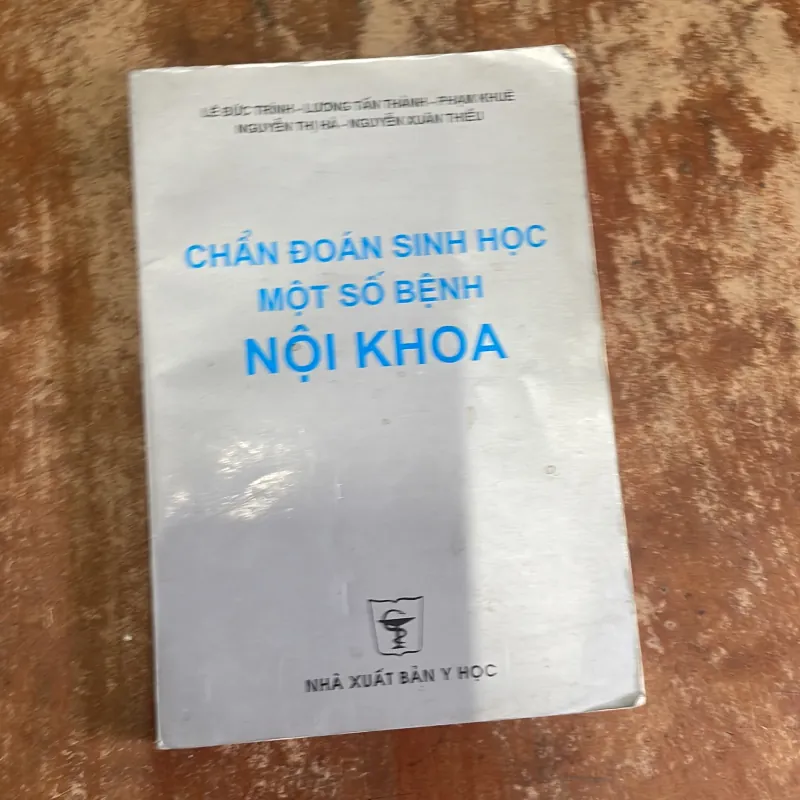 LÊ ĐỨC TRÌNH - LƯƠNG TẤN THÀNH - PHẠM KHUÊ
NGUYỄN THỊ HÀ - NGUYỄN XUÂN THIỀU
CHẨN ĐOÁN SINH HỌC
MỘT SỐ BỆNH
NỘI KHOA
NHÀ XUẤT BẢN Y HỌC